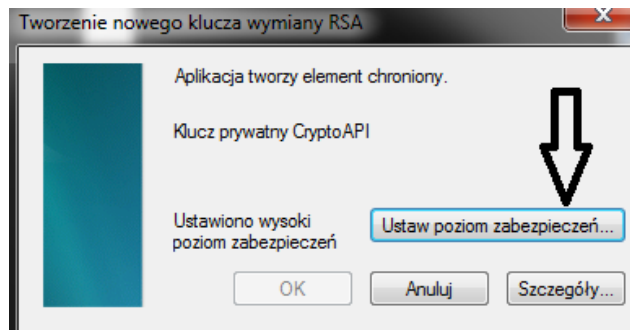 Tworzenie nowego klucza wymiany RSA
Aplikacja tworzy element chroniony.
Klucz prywatny CryptoAPI
Ustawiono wysoki
poziom zabezpieczeń
Ustaw poziom zabezpieczeń...
OK
Anuluj
Szczegóły...